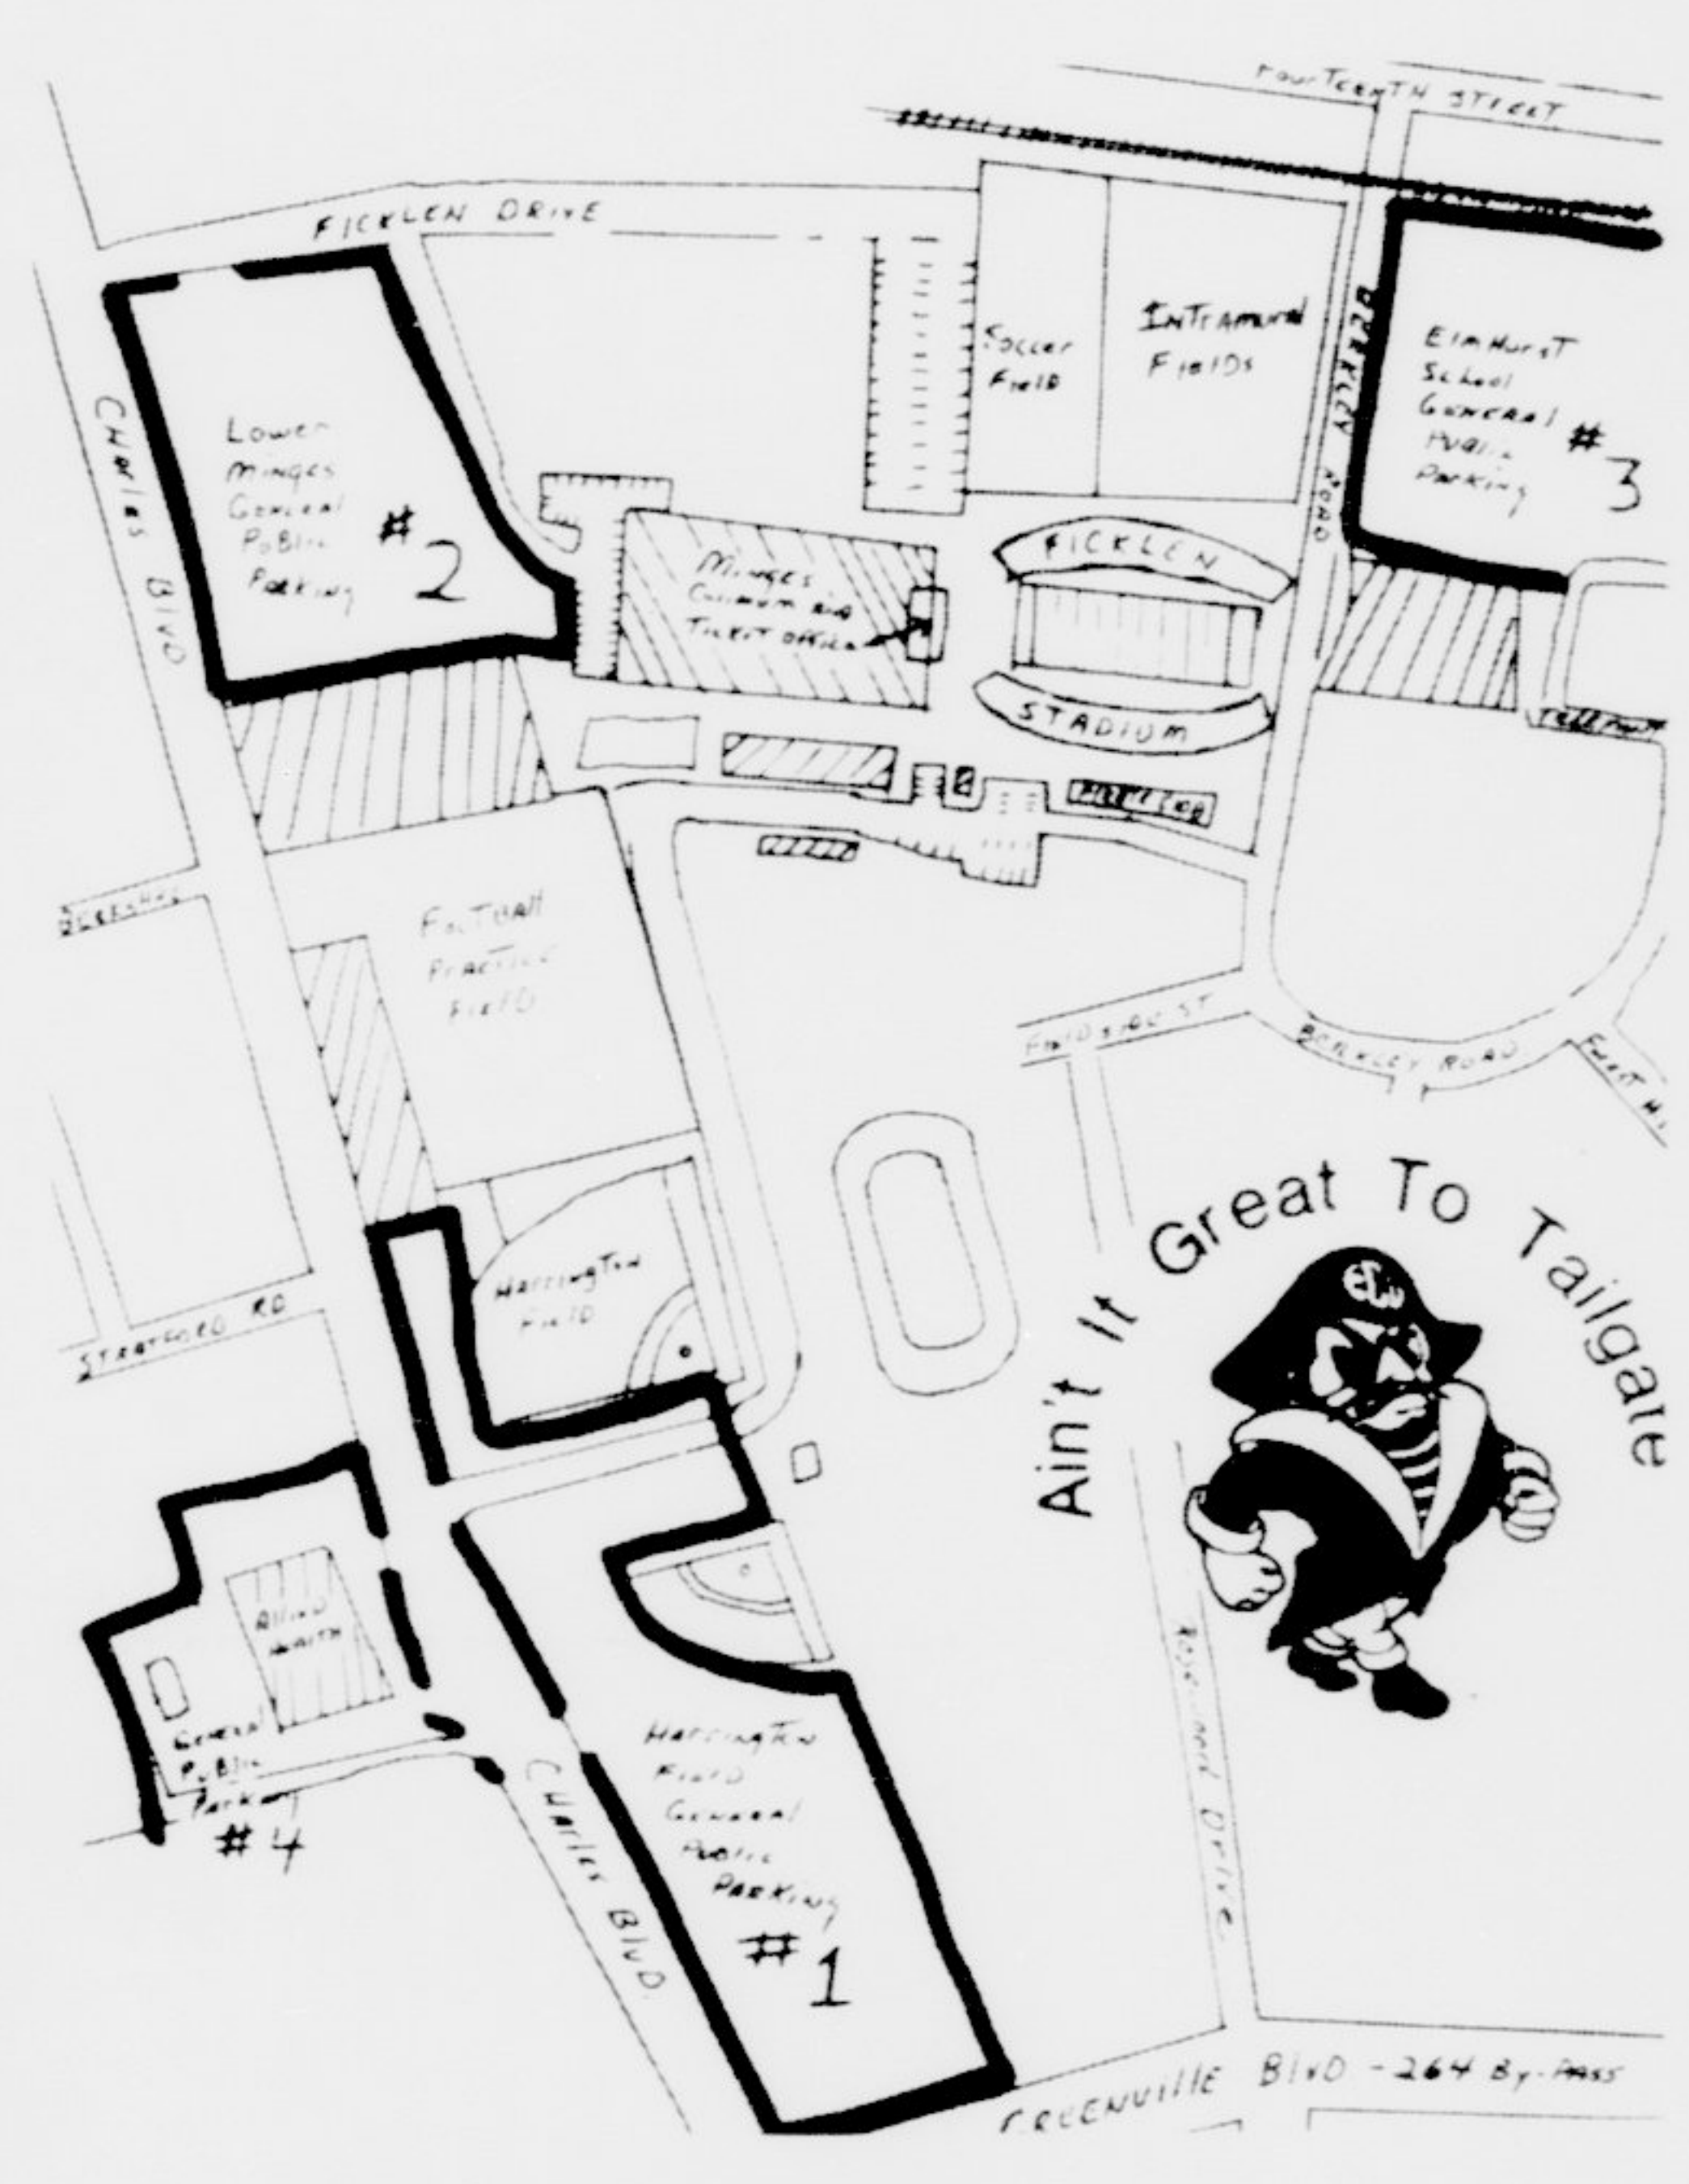 FOURTEENTH STREET
FICKLEN DRIVE
CHArles BlVD
Lower
Minges
General
PuBlic
Parking
#2
Soccer
Field
INTrAmural
FIElDs
BERKLEY ROAD
ElmHursT
School
GENERAl
Public
Parking
#3
Minges
Coliseum and
Ticket office
FICKLEN
STADIUM
FooTBAll
PrACTICE
FIElD
FIElDsIDE ST
BERKLEY ROAD
HarringTon
FielD
STRATFORD RD
Allied
Health
General
PuBlic
Parking
#4
CHArles BlVD.
HarringTon
FIElD
General
Public
PARKing
#1
Ain't It Great To Tailgate
ECU
Rosewood Drive
GREENVIllE BlVD - 264 By-PASS